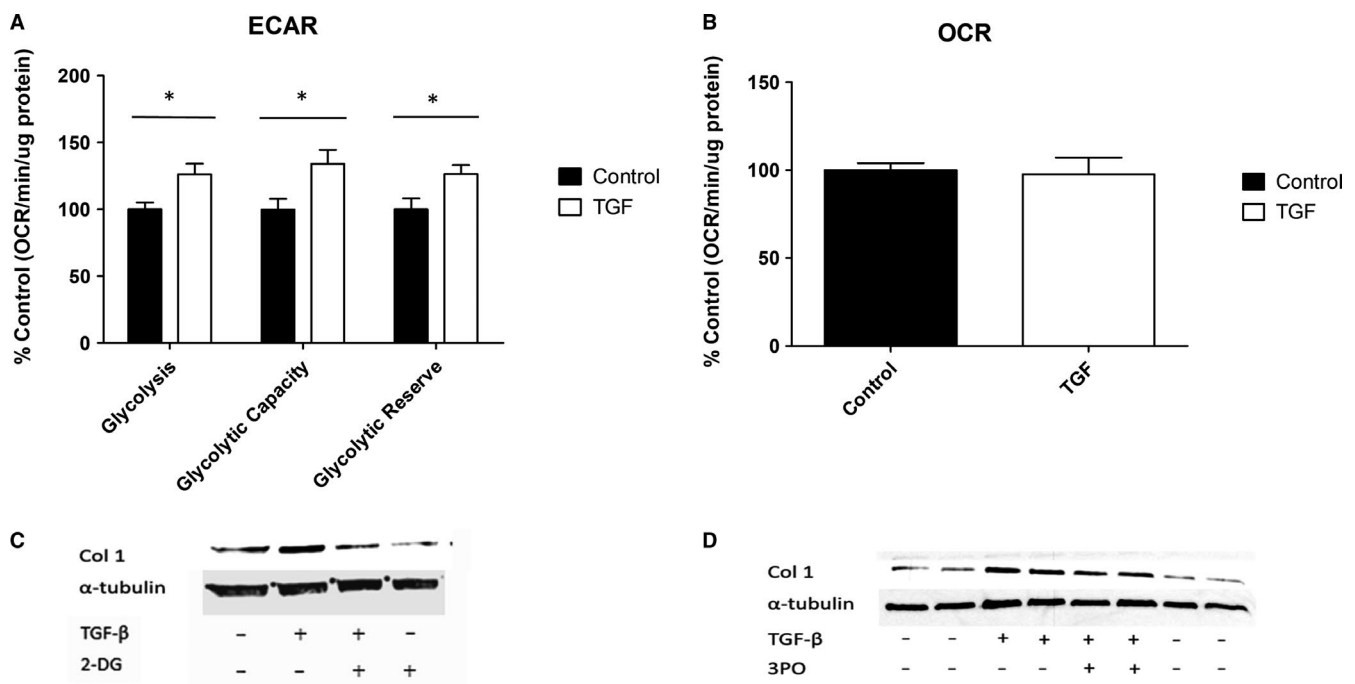 A
ECAR
% Control (OCR/min/ug protein)
200
150
100
50
0
*
*
*
Glycolysis
Glycolytic Capacity
Glycolytic Reserve
Control
TGF
B
OCR
% Control (OCR/min/ug protein)
150
100
50
0
Control
TGF
Control
TGF
C
Col 1
α-tubulin
TGF-β - + + -
2-DG - - + +
D
Col 1
α-tubulin
TGF-β - - + + + + - -
3PO - - - - + + - -